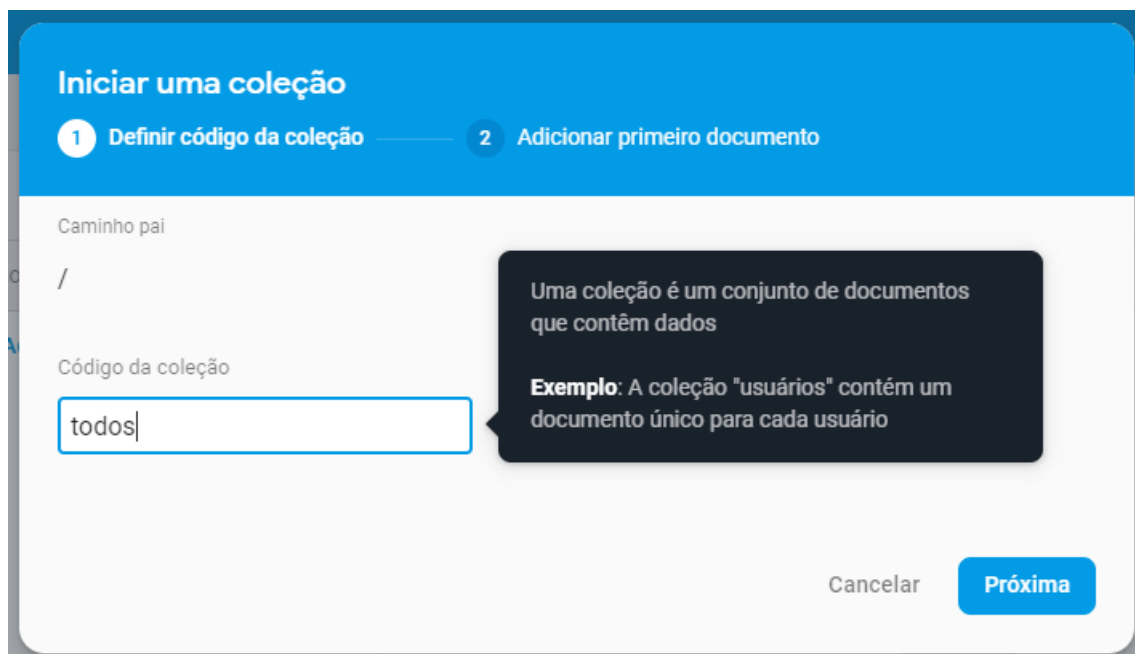 Iniciar uma coleção
1 Definir código da coleção 2 Adicionar primeiro documento
Caminho pai
/
Uma coleção é um conjunto de documentos
que contêm dados
Código da coleção
Exemplo: A coleção "usuários" contém um
documento único para cada usuário
todos
Cancelar Próxima